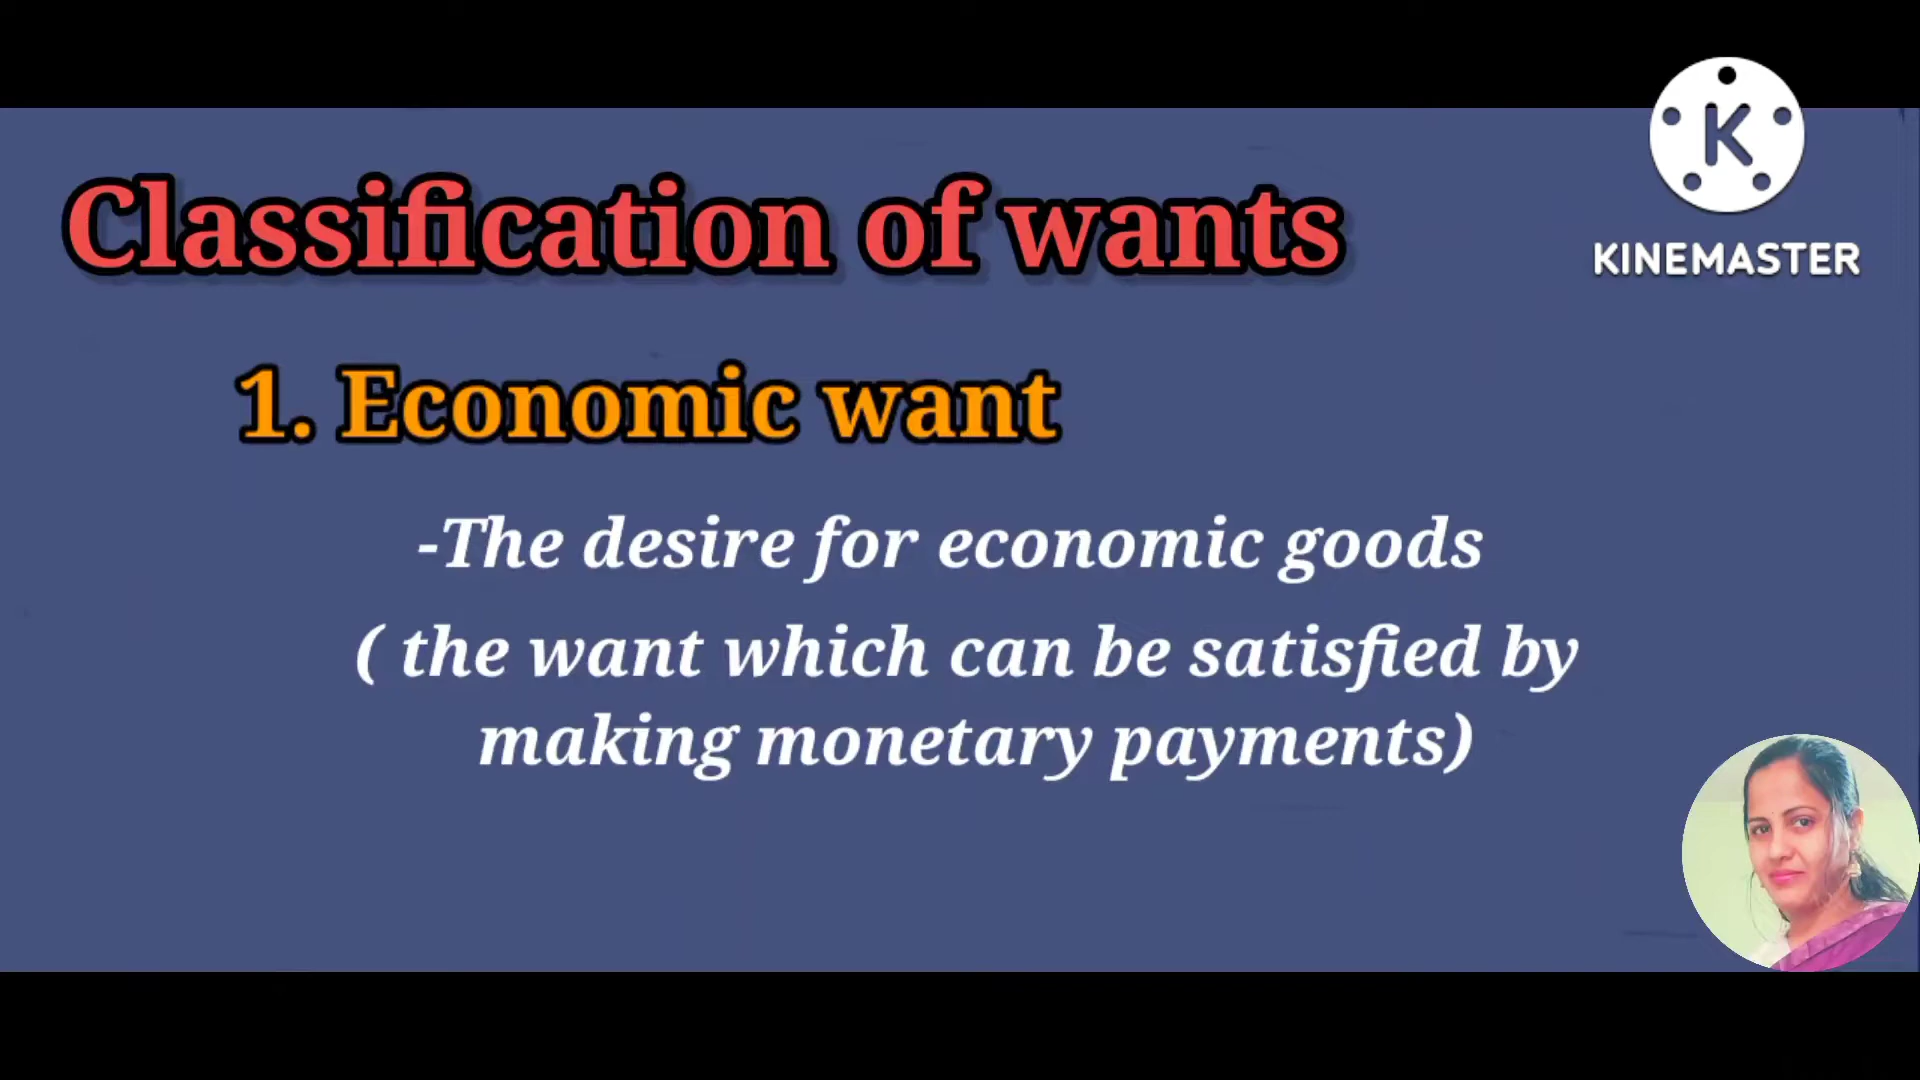 Classification of wants
K
KINEMASTER
1. Economic want
-The desire for economic goods
( the want which can be satisfied by
making monetary payments)